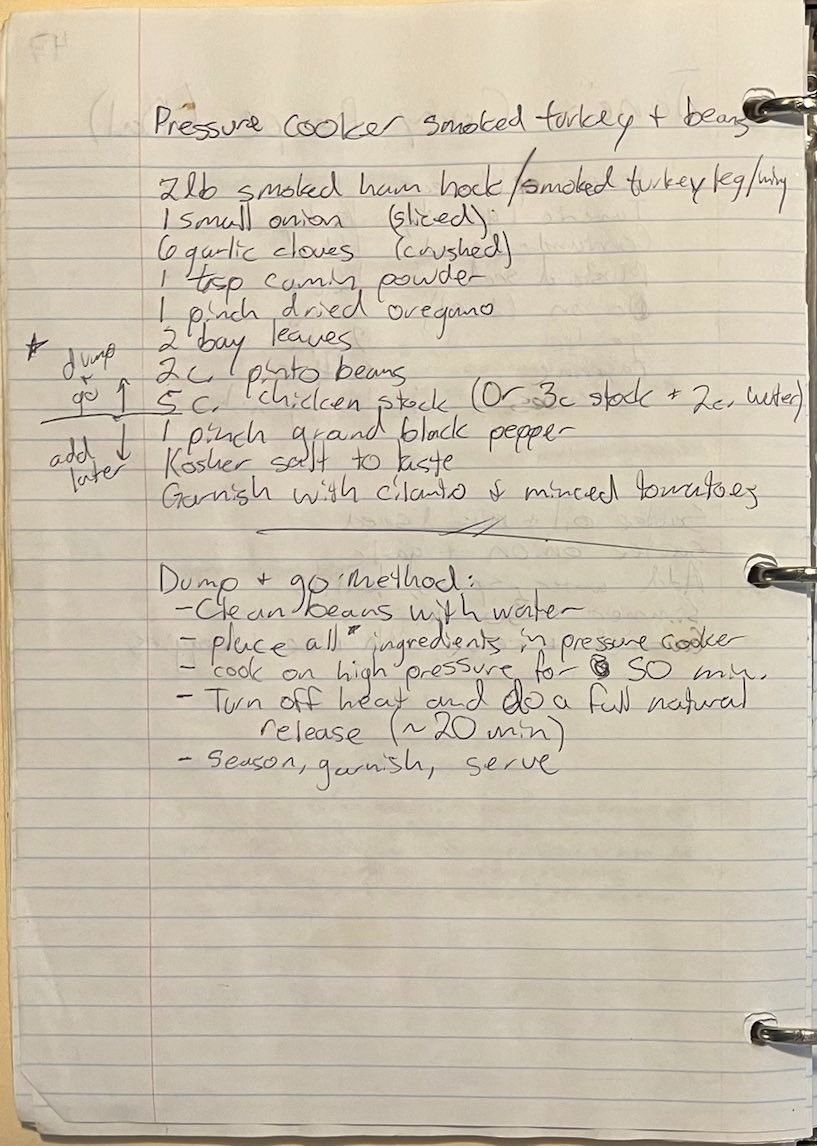 Pressure cooker smoked turkey + beans
2lb smoked ham hock/smoked turkey leg/wing
1 small onion (sliced)
6 garlic cloves (crushed)
1 tsp cumin powder
1 pinch dried oregano
2 bay leaves
* dump + go ↑
2 c. pinto beans
5 c. chicken stock (Or 3c stock + 2c. water)
add later ↓
1 pinch ground black pepper
Kosher salt to taste
Garnish with cilanto & minced tomatoes
Dump + go method:
- Clean beans with water
- place all * ingredients in pressure cooker
- cook on high pressure for 50 min.
- Turn off heat and do a full natural
release (~20 min)
- Season, garnish, serve